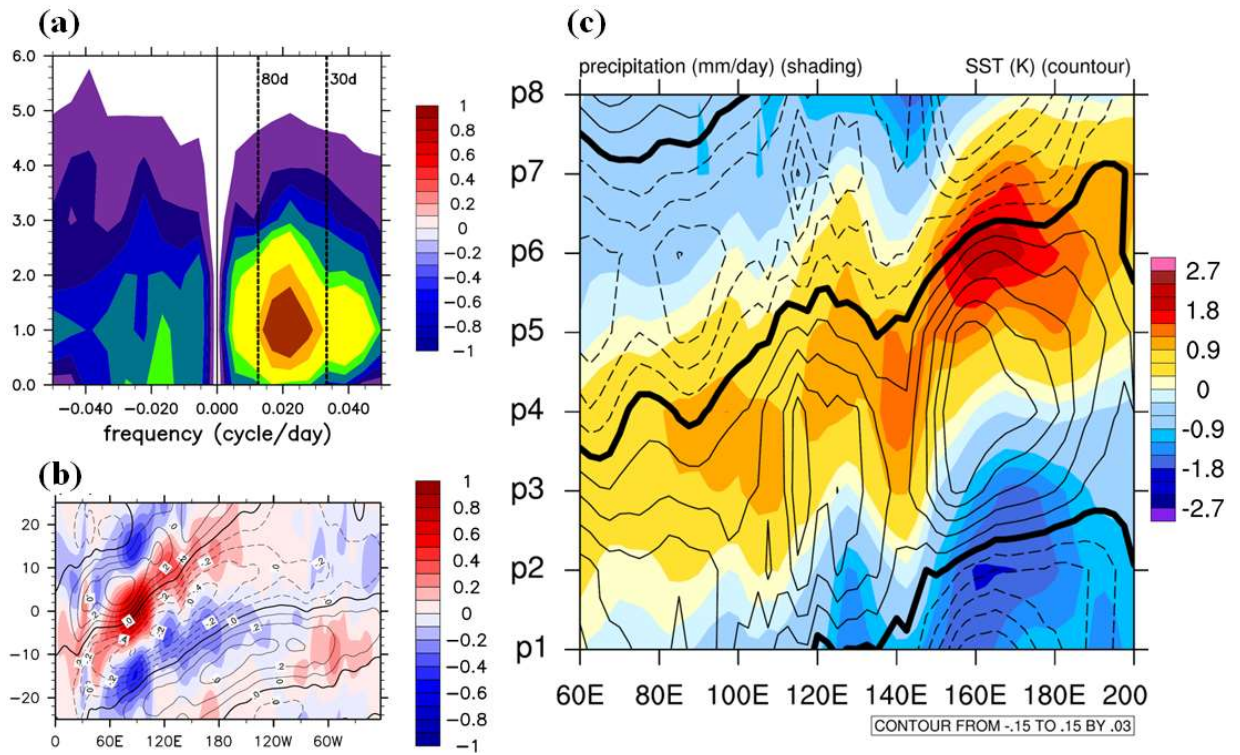 (a)
6.0
5.0
4.0
3.0
2.0
1.0
0.0
80d
30d
-0.040 -0.020 0.000 0.020 0.040
frequency (cycle/day)
1
0.8
0.6
0.4
0.2
0
-0.2
-0.4
-0.6
-0.8
-1
(b)
20
10
0
-10
-20
0 60E 120E 180 120W 60W
1
0.8
0.6
0.4
0.2
0
-0.2
-0.4
-0.6
-0.8
-1
(c)
precipitation (mm/day) (shading) SST (K) (countour)
p8
p7
p6
p5
p4
p3
p2
p1
60E 80E 100E 120E 140E 160E 180E 200
CONTOUR FROM -.15 TO .15 BY .03
2.7
1.8
0.9
0
-0.9
-1.8
-2.7